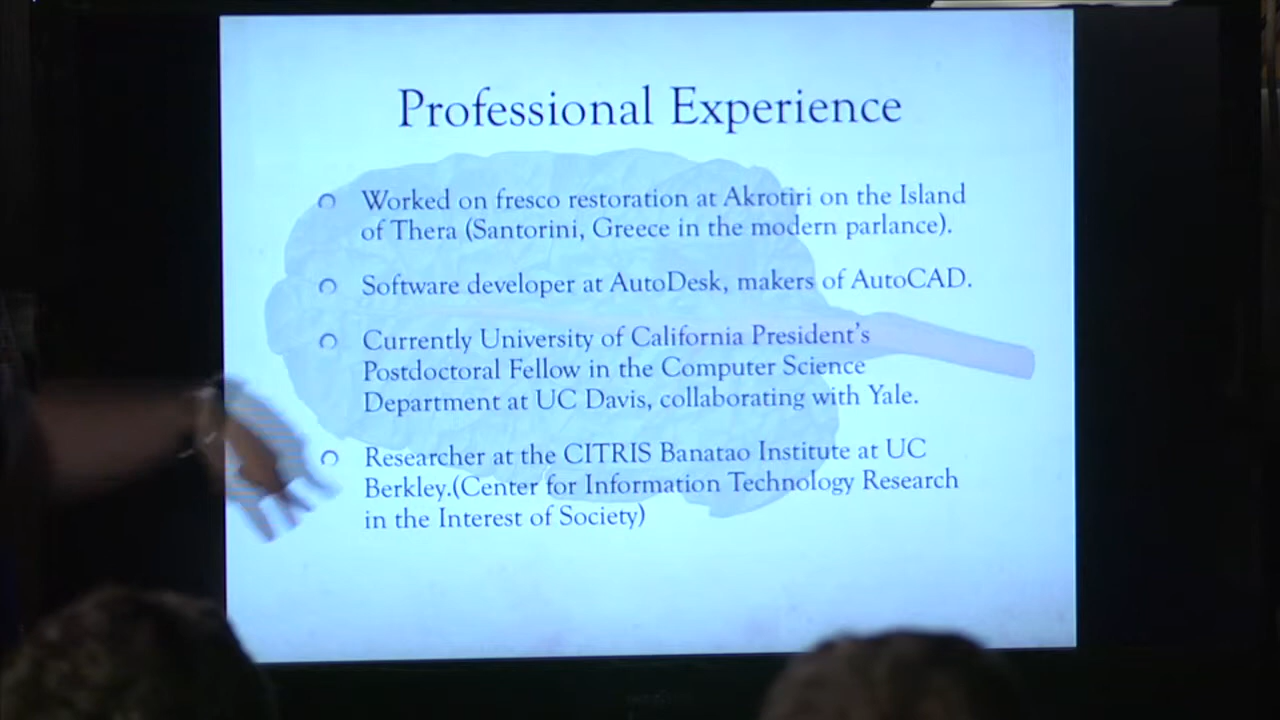 Professional Experience
Worked on fresco restoration at Akrotiri on the Island
of Thera (Santorini, Greece in the modern parlance).
Software developer at AutoDesk, makers of AutoCAD.
Currently University of California President's
Postdoctoral Fellow in the Computer Science
Department at UC Davis, collaborating with Yale.
Researcher at the CITRIS Banatao Institute at UC
Berkley.(Center for Information Technology Research
in the Interest of Society)